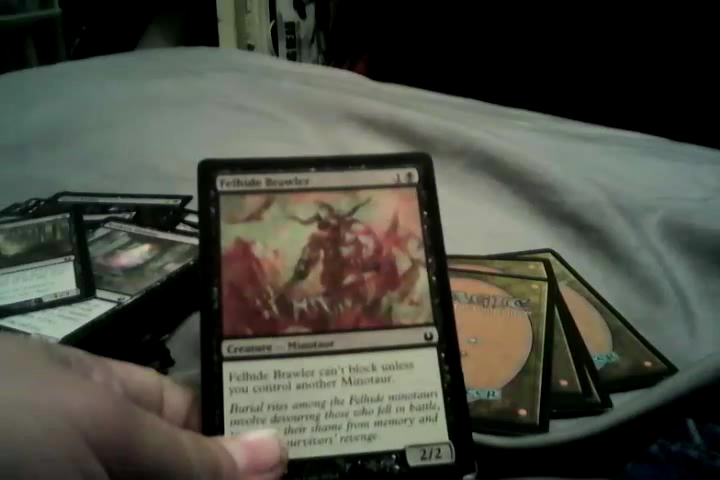 Felhide Brawler 1
Creature — Minotaur
Felhide Brawler can't block unless
you control another Minotaur.
Burial rites among the Felhide minotaurs
involve devouring those who fell in battle,
their shame from memory and
survivors' revenge.
2/2